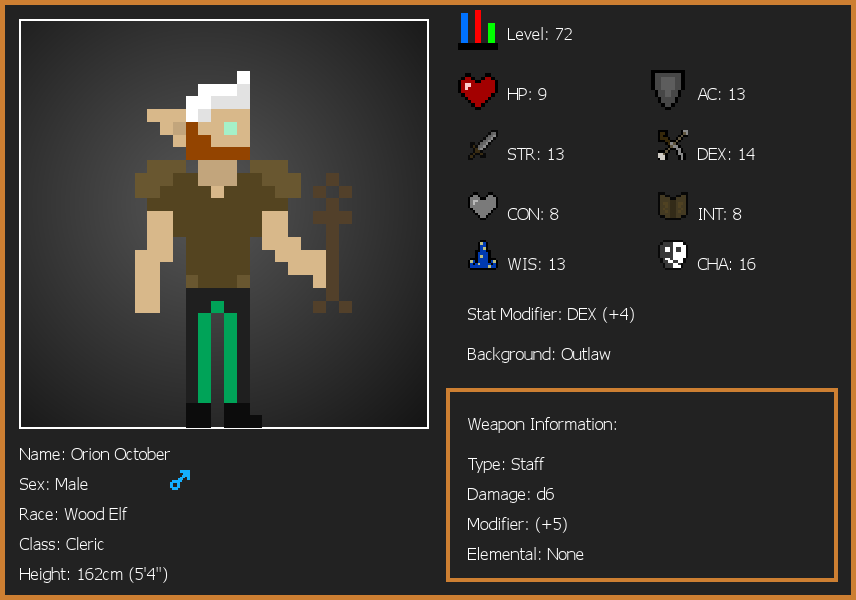 Level: 72
HP: 9
AC: 13
STR: 13
DEX: 14
CON: 8
INT: 8
WIS: 13
CHA: 16
Stat Modifier: DEX (+4)
Background: Outlaw
Weapon Information:
Type: Staff
Damage: d6
Modifier: (+5)
Elemental: None
Name: Orion October
Sex: Male
Race: Wood Elf
Class: Cleric
Height: 162cm (5'4")